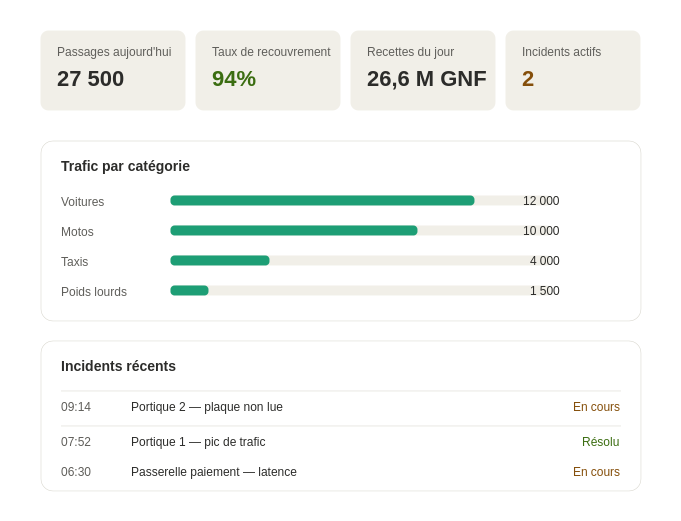 Passages aujourd'hui
27 500
Taux de recouvrement
94%
Recettes du jour
26,6 M GNF
Incidents actifs
2
Trafic par catégorie
Voitures 12 000
Motos 10 000
Taxis 4 000
Poids lourds 1 500
Incidents récents
09:14 Portique 2 — plaque non lue En cours
07:52 Portique 1 — pic de trafic Résolu
06:30 Passerelle paiement — latence En cours